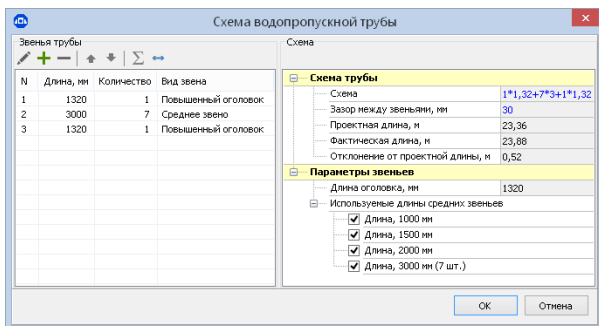 Схема водопропускной трубы
Звенья трубы
N Длина, мм Количество Вид звена
1 1320 1 Повышенный оголовок
2 3000 7 Среднее звено
3 1320 1 Повышенный оголовок
Схема
Схема трубы
Схема 1*1,32+7*3+1*1,32
Зазор между звеньями, мм 30
Проектная длина, м 23,36
Фактическая длина, м 23,88
Отклонение от проектной длины, м 0,52
Параметры звеньев
Длина оголовка, мм 1320
Используемые длины средних звеньев
Длина, 1000 мм
Длина, 1500 мм
Длина, 2000 мм
Длина, 3000 мм (7 шт.)
ОК Отмена